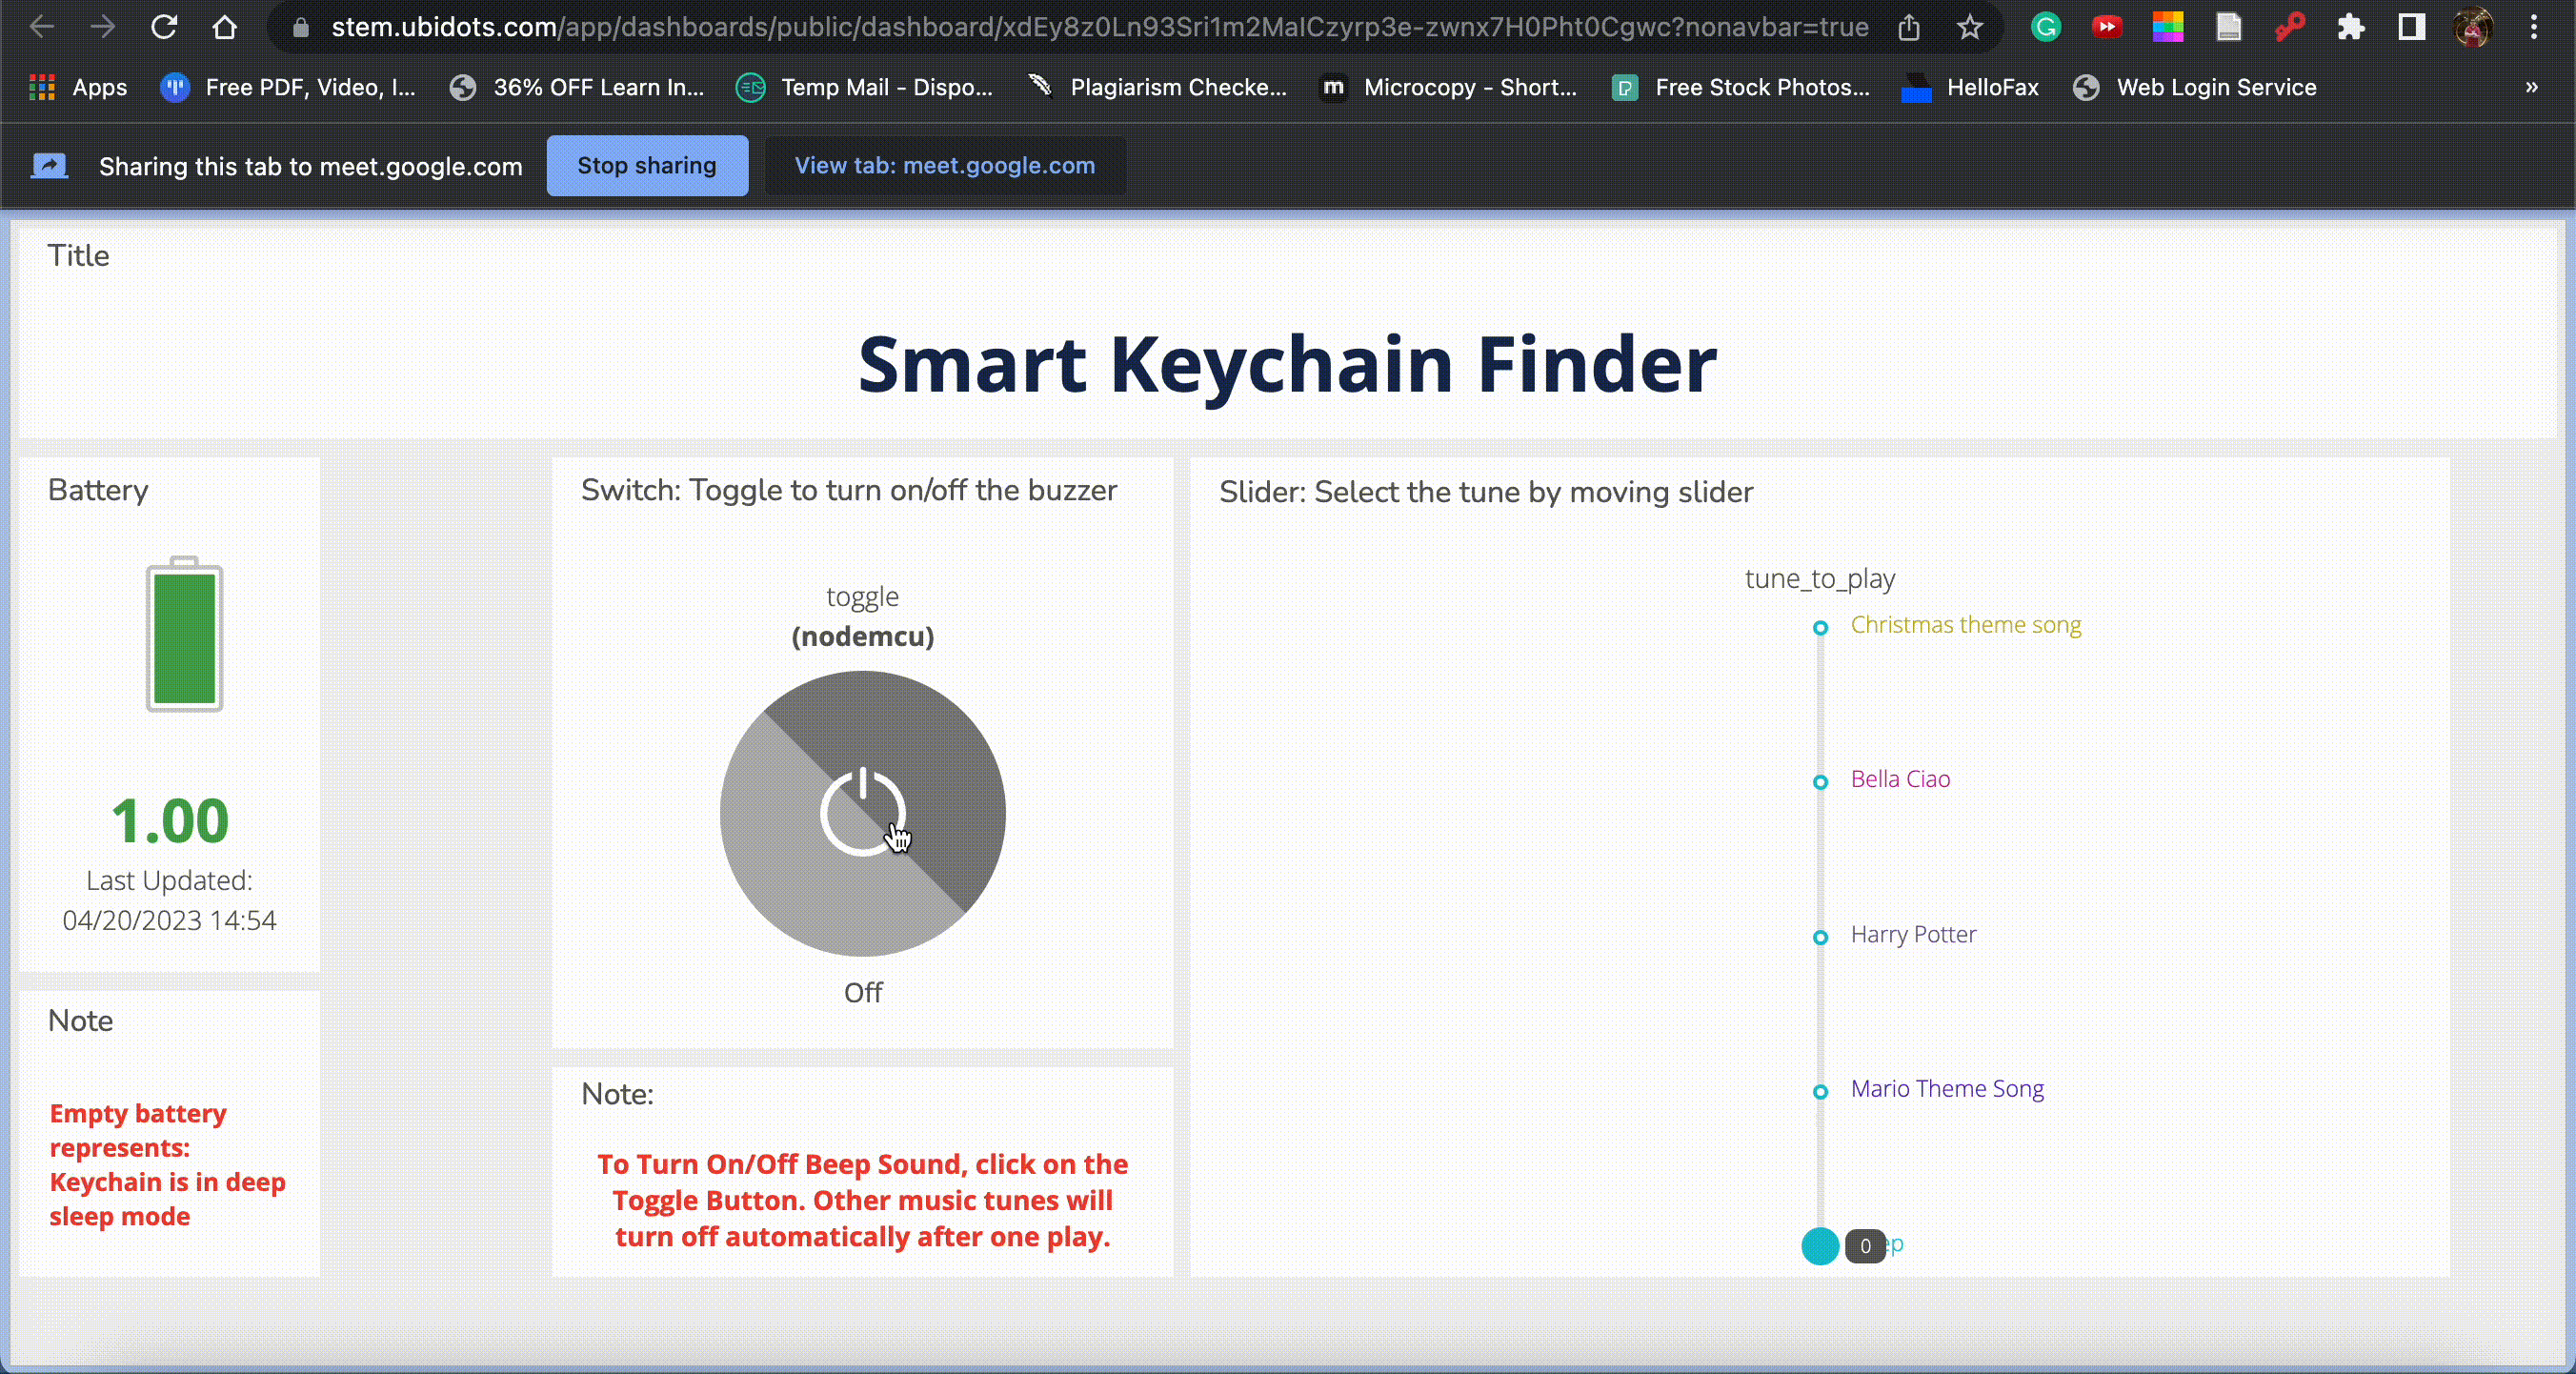 stem.ubidots.com/app/dashboards/public/dashboard/xdEy8z0Ln93Sri1m2MaICzyrp3e-zwnx7H0Pht0Cgwc?nonavbar=true
Apps Free PDF, Video, I... 36% OFF Learn In... Temp Mail - Dispo... Plagiarism Checke... m Microcopy - Short... Free Stock Photos... HelloFax Web Login Service »
Sharing this tab to meet.google.com Stop sharing View tab: meet.google.com
Title
Smart Keychain Finder
Battery
1.00
Last Updated:
04/20/2023 14:54
Note
Empty battery
represents:
Keychain is in deep
sleep mode
Switch: Toggle to turn on/off the buzzer
toggle
(nodemcu)
Off
Note:
To Turn On/Off Beep Sound, click on the
Toggle Button. Other music tunes will
turn off automatically after one play.
Slider: Select the tune by moving slider
tune_to_play
Christmas theme song
Bella Ciao
Harry Potter
Mario Theme Song
0